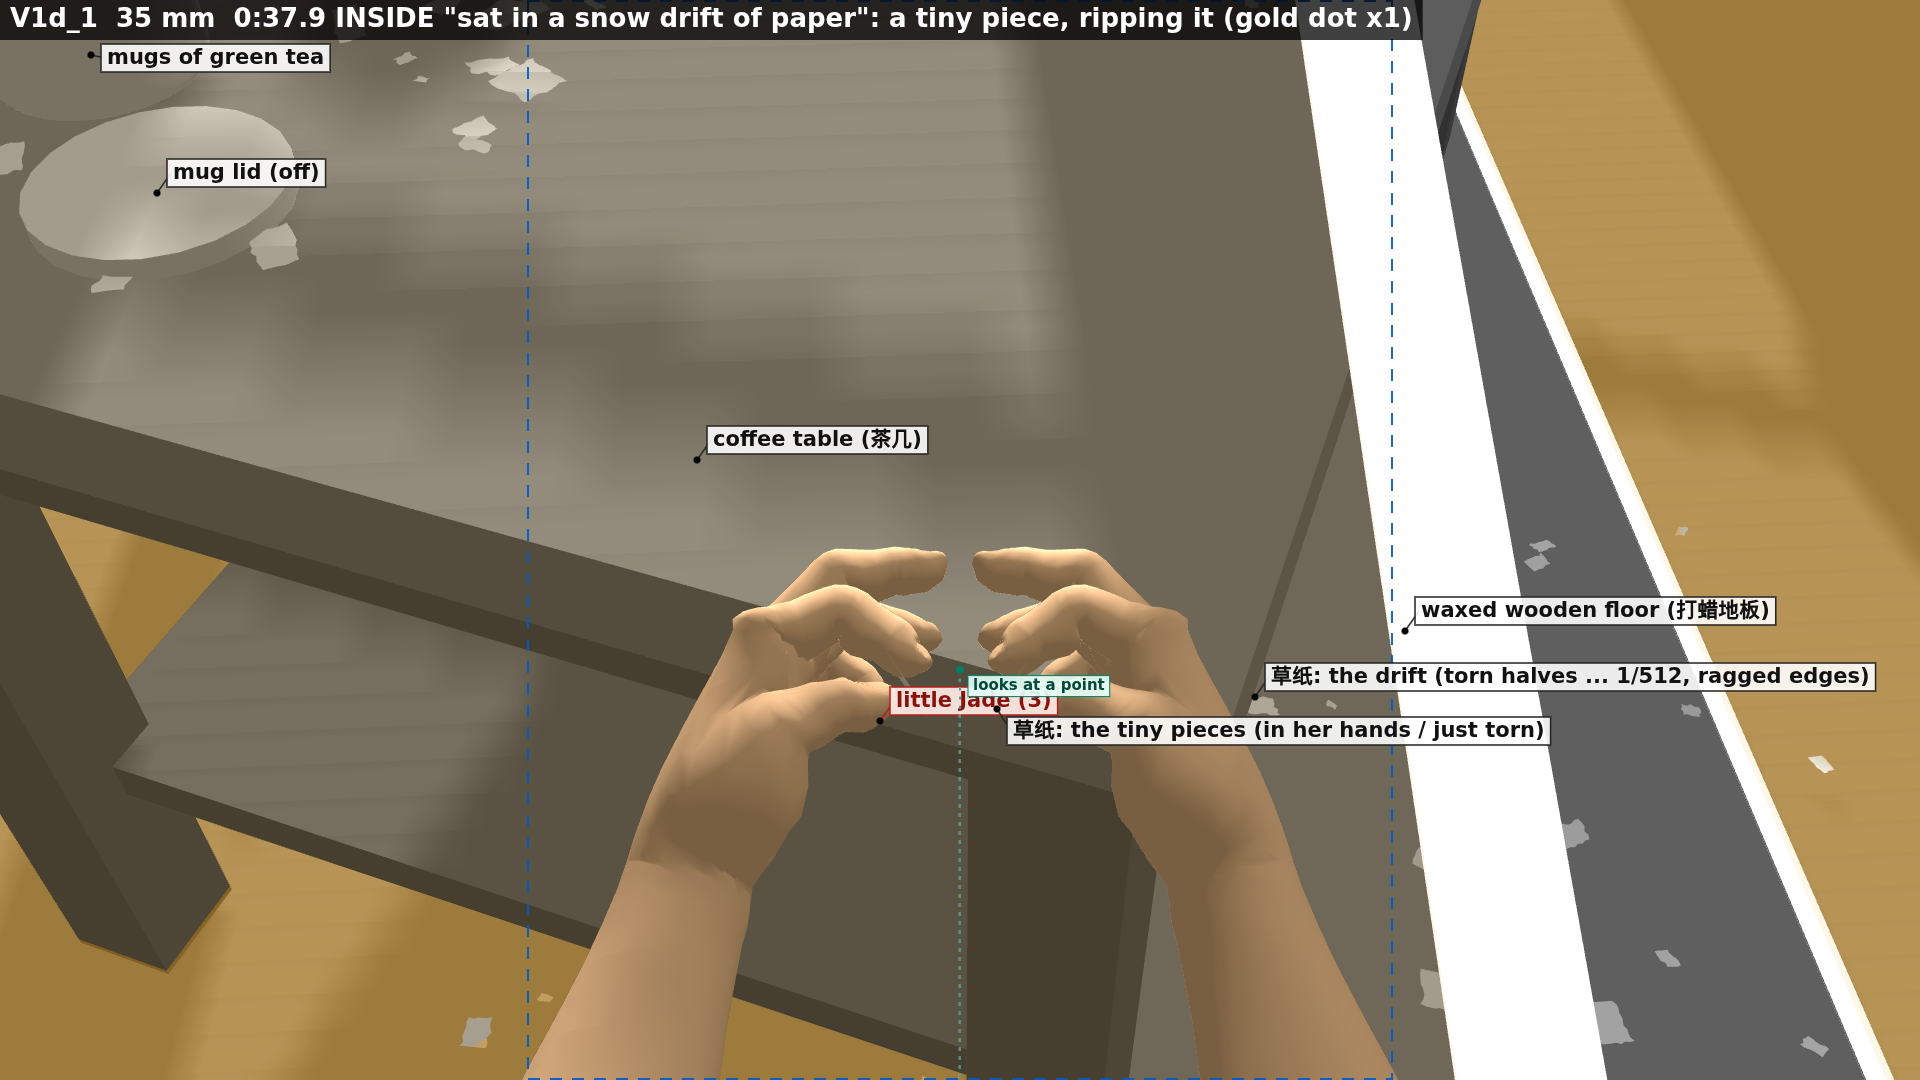 V1d_1 35 mm 0:37.9 INSIDE "sat in a snow drift of paper": a tiny piece, ripping it (gold dot x1)
mugs of green tea
mug lid (off)
coffee table (茶几)
waxed wooden floor (打蜡地板)
草纸: the drift (torn halves ... 1/512, ragged edges)
looks at a point
little Jade (3)
草纸: the tiny pieces (in her hands / just torn)